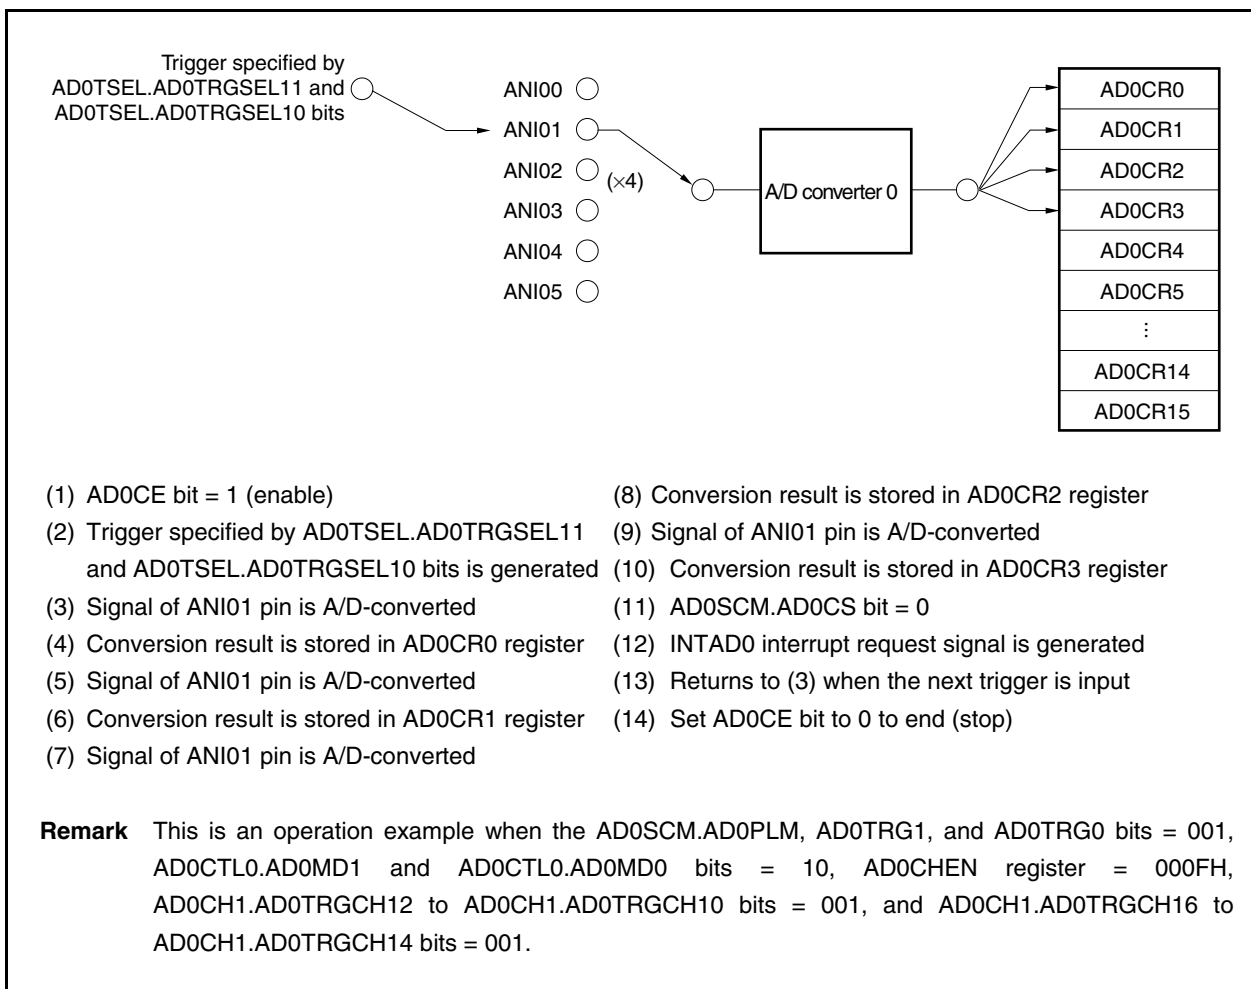 Trigger specified by
AD0TSEL.AD0TRGSEL11 and
AD0TSEL.AD0TRGSEL10 bits
ANI00
ANI01
ANI02
(×4)
ANI03
ANI04
ANI05
A/D converter 0
AD0CR0
AD0CR1
AD0CR2
AD0CR3
AD0CR4
AD0CR5
⋮
AD0CR14
AD0CR15
(1) AD0CE bit = 1 (enable)
(2) Trigger specified by AD0TSEL.AD0TRGSEL11
and AD0TSEL.AD0TRGSEL10 bits is generated
(3) Signal of ANI01 pin is A/D-converted
(4) Conversion result is stored in AD0CR0 register
(5) Signal of ANI01 pin is A/D-converted
(6) Conversion result is stored in AD0CR1 register
(7) Signal of ANI01 pin is A/D-converted
(8) Conversion result is stored in AD0CR2 register
(9) Signal of ANI01 pin is A/D-converted
(10) Conversion result is stored in AD0CR3 register
(11) AD0SCM.AD0CS bit = 0
(12) INTAD0 interrupt request signal is generated
(13) Returns to (3) when the next trigger is input
(14) Set AD0CE bit to 0 to end (stop)
Remark This is an operation example when the AD0SCM.AD0PLM, AD0TRG1, and AD0TRG0 bits = 001,
AD0CTL0.AD0MD1 and AD0CTL0.AD0MD0 bits = 10, AD0CHEN register = 000FH,
AD0CH1.AD0TRGCH12 to AD0CH1.AD0TRGCH10 bits = 001, and AD0CH1.AD0TRGCH16 to
AD0CH1.AD0TRGCH14 bits = 001.